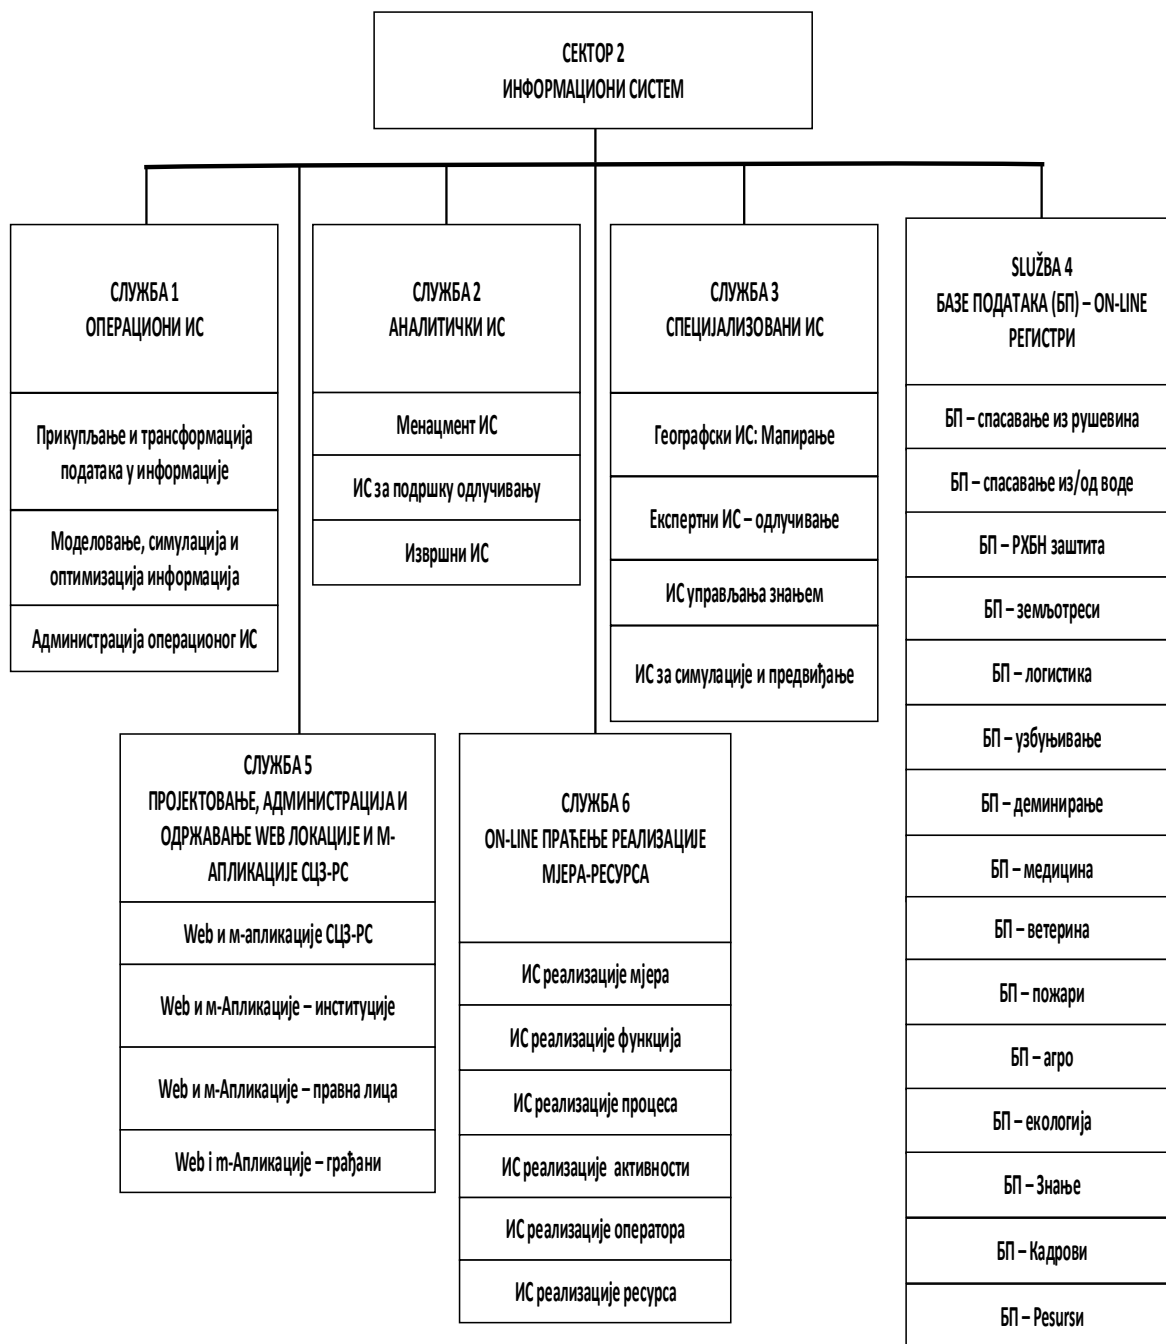 СЕКТОР 2
ИНФОРМАЦИОНИ СИСТЕМ
СЛУЖБА 1
ОПЕРАЦИОНИ ИС
Прикупљање и трансформација
података у информације
Моделовање, симулација и
оптимизација информација
Администрација операционог ИС
СЛУЖБА 2
АНАЛИТИЧКИ ИС
Менацмент ИС
ИС за подршку одлучивању
Извршни ИС
СЛУЖБА 3
СПЕЦИЈАЛИЗОВАНИ ИС
Географски ИС: Мапирање
Експертни ИС – одлучивање
ИС управљања знањем
ИС за симулације и предвиђање
SLUŽBA 4
БАЗЕ ПОДАТАКА (БП) – ON-LINE
РЕГИСТРИ
БП – спасавање из рушевина
БП – спасавање из/од воде
БП – РХБН заштита
БП – земљотреси
БП – логистика
БП – узбуњивање
БП – деминирање
БП – медицина
БП – ветерина
БП – пожари
БП – агро
БП – екологија
БП – Знање
БП – Кадрови
БП – Resursи
СЛУЖБА 5
ПРОЈЕКТОВАЊЕ, АДМИНИСТРАЦИЈА И
ОДРЖАВАЊЕ WEB ЛОКАЦИЈЕ И М-
АПЛИКАЦИЈЕ СЦЗ-РС
Web и м-апликације СЦЗ-РС
Web и м-Апликације – институције
Web и м-Апликације – правна лица
Web i m-Апликације – грађани
СЛУЖБА 6
ON-LINE ПРАЋЕЊЕ РЕАЛИЗАЦИЈЕ
МЈЕРА-РЕСУРСА
ИС реализације мјера
ИС реализације функција
ИС реализације процеса
ИС реализације активности
ИС реализације оператора
ИС реализације ресурса